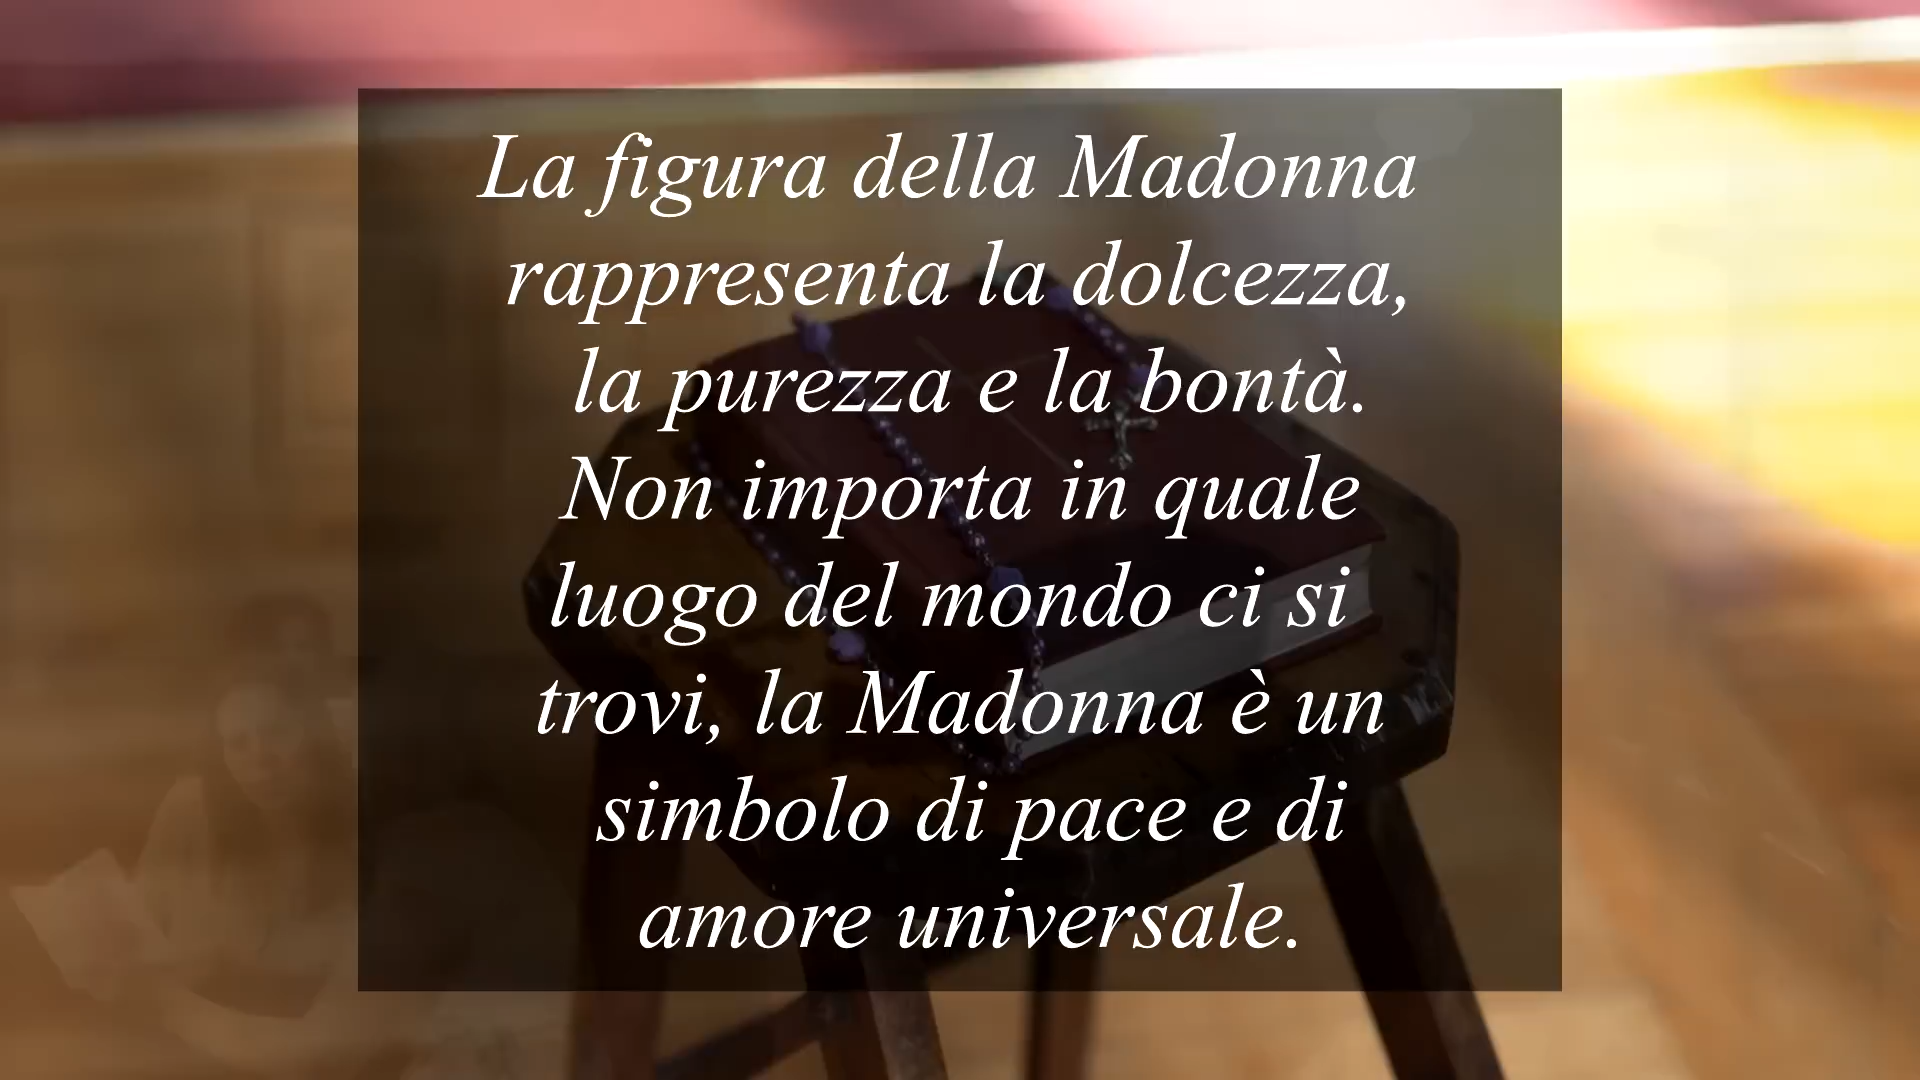 La figura della Madonna
rappresenta la dolcezza,
la purezza e la bontà.
Non importa in quale
luogo del mondo ci si
trovi, la Madonna è un
simbolo di pace e di
amore universale.